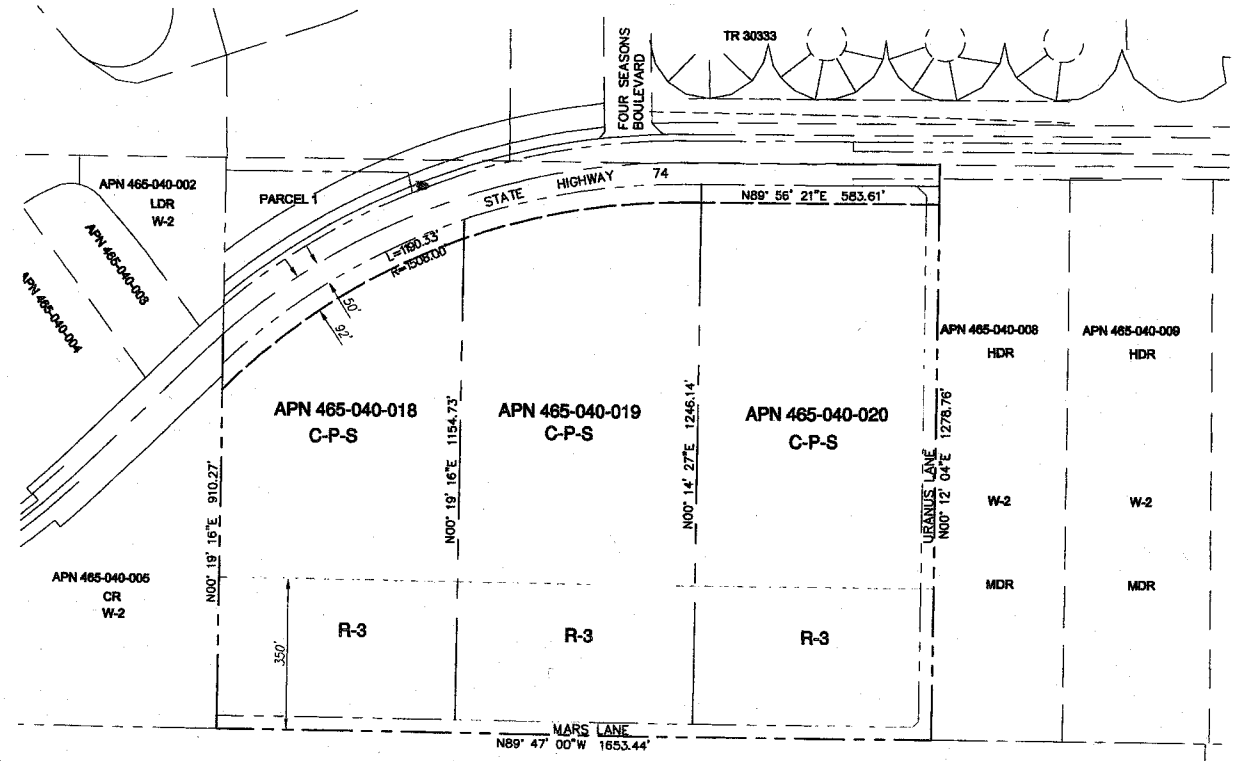 TR 30333
FOUR SEASONS
BOULEVARD
APN 465-040-002
LDR
W-2
PARCEL 1
STATE HIGHWAY 74
N89° 56' 21"E 583.61'
APN 465-040-003
APN 465-040-004
L=1190.33'
R=1508.00'
50'
92'
APN 465-040-008
HDR
APN 465-040-009
HDR
APN 465-040-018
C-P-S
APN 465-040-019
C-P-S
APN 465-040-020
C-P-S
N00° 19' 16"E 910.27'
N00° 19' 16"E 1154.73'
N00° 14' 27"E 1246.14'
URANUS LANE
N00° 12' 04"E 1278.76'
W-2
W-2
APN 465-040-005
CR
W-2
MDR
MDR
350'
R-3
R-3
R-3
MARS LANE
N89° 47' 00"W 1653.44'